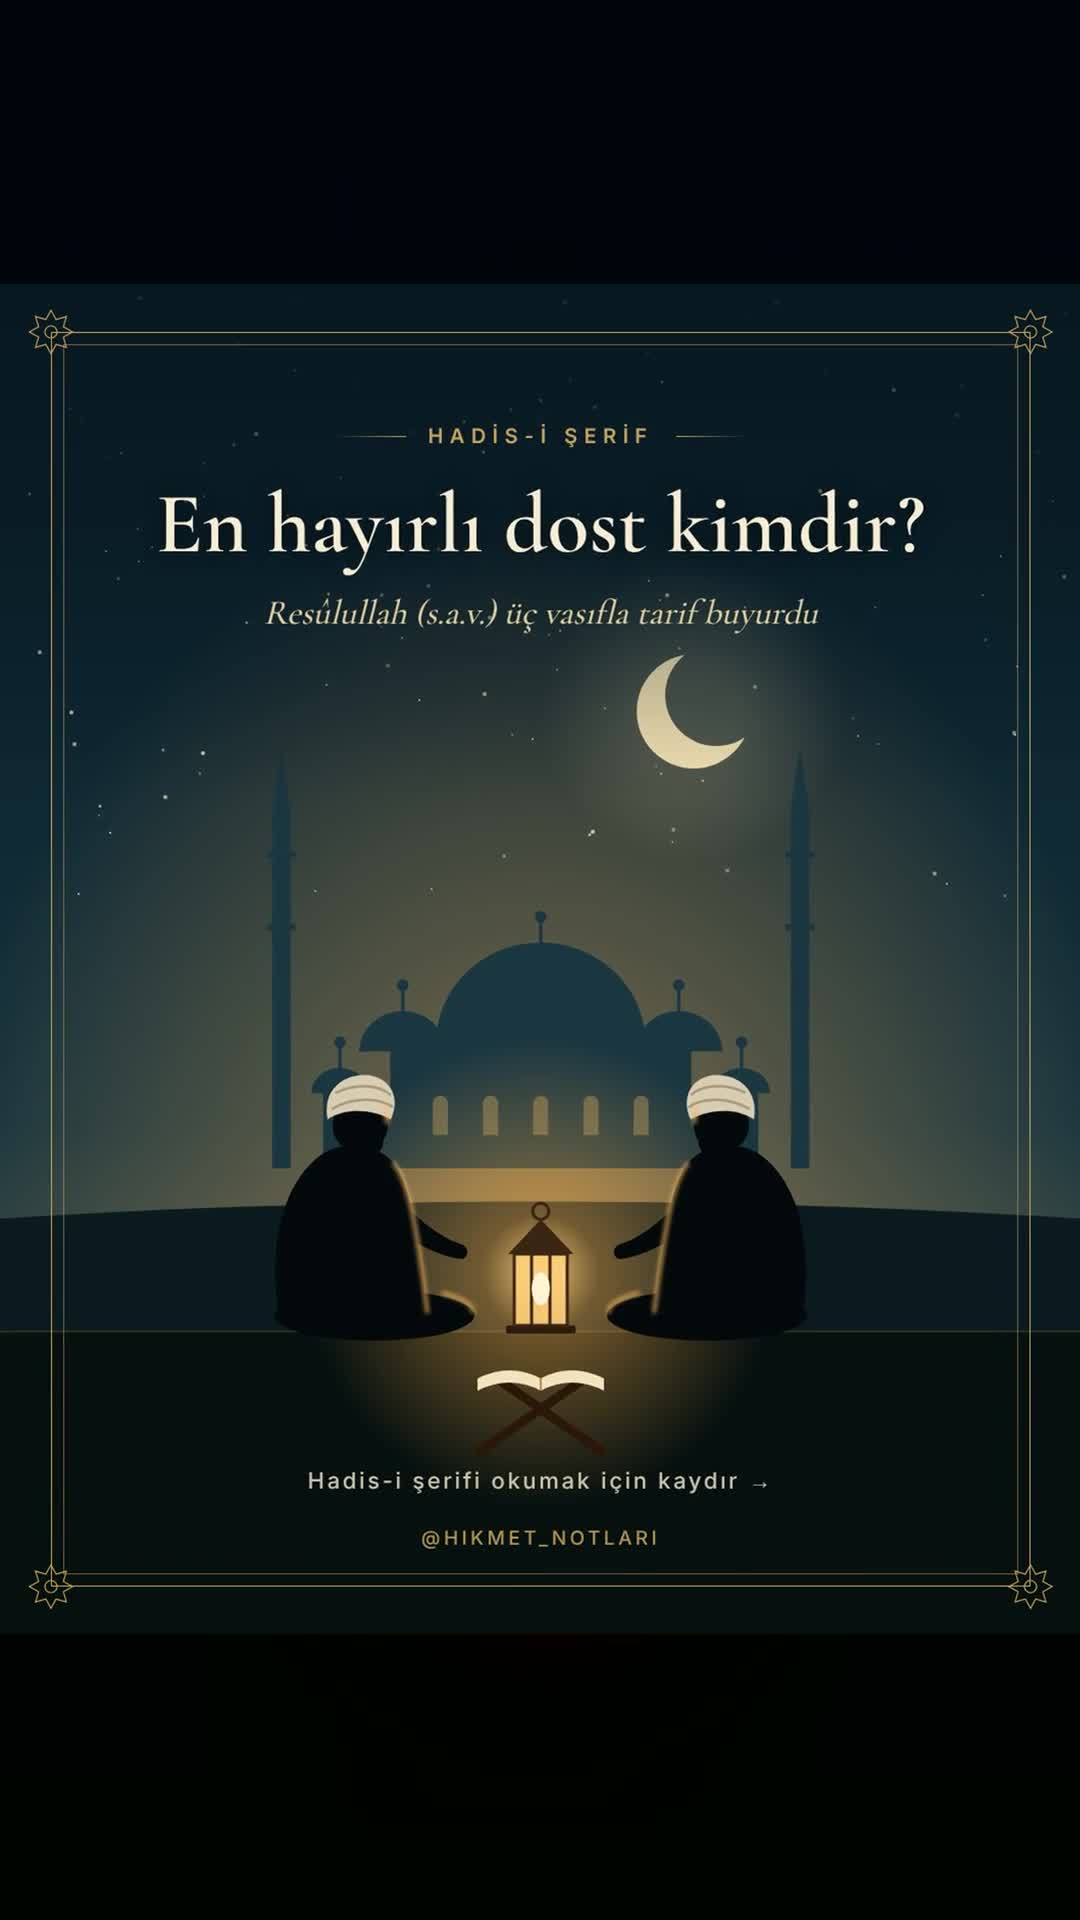 HADİS-İ ŞERİF
En hayırlı dost kimdir?
Resûlullah (s.a.v.) üç vasıfla tarif buyurdu
Hadis-i şerifi okumak için kaydır →
@HIKMET_NOTLARI